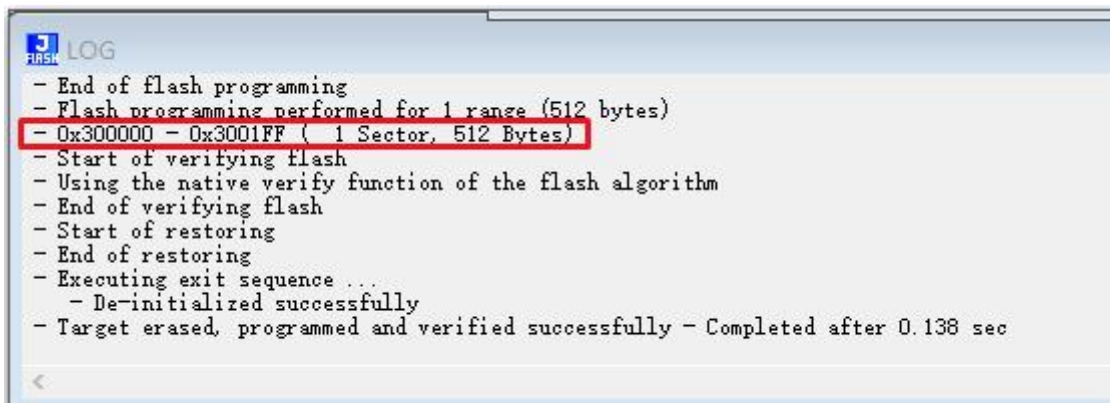 J
FLASH
LOG
- End of flash programming
- Flash programming performed for 1 range (512 bytes)
- 0x300000 - 0x3001FF (  1 Sector, 512 Bytes)
- Start of verifying flash
- Using the native verify function of the flash algorithm
- End of verifying flash
- Start of restoring
- End of restoring
- Executing exit sequence ...
   - De-initialized successfully
- Target erased, programmed and verified successfully - Completed after 0.138 sec